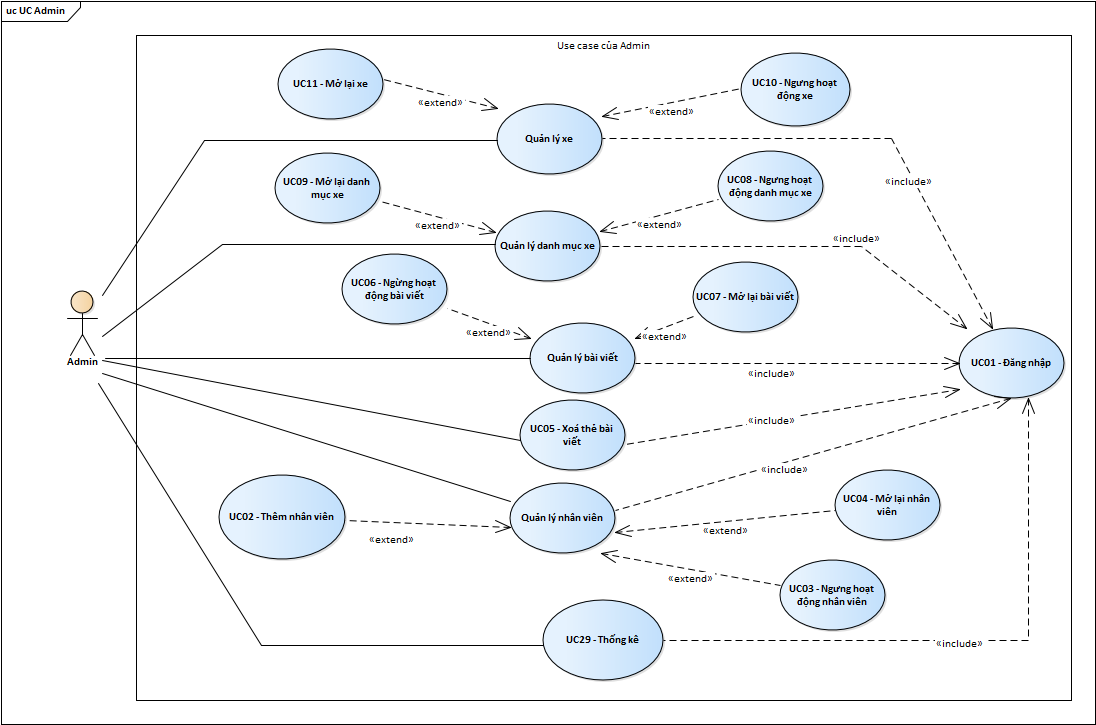 uc UC Admin
Use case của Admin
UC11 - Mở lại xe
UC10 - Ngưng hoạt
động xe
«extend»
«extend»
Quản lý xe
UC09 - Mở lại danh
mục xe
UC08 - Ngưng hoạt
động danh mục xe
«include»
«extend»
«extend»
Quản lý danh mục xe
«include»
UC06 - Ngừng hoạt
động bài viết
UC07 - Mở lại bài viết
«extend»
«extend»
Admin
Quản lý bài viết
UC01 - Đăng nhập
«include»
UC05 - Xoá thẻ bài
viết
«include»
«include»
UC02 - Thêm nhân viên
Quản lý nhân viên
UC04 - Mở lại nhân
viên
«extend»
«extend»
«extend»
UC03 - Ngưng hoạt
động nhân viên
UC29 - Thống kê
«include»